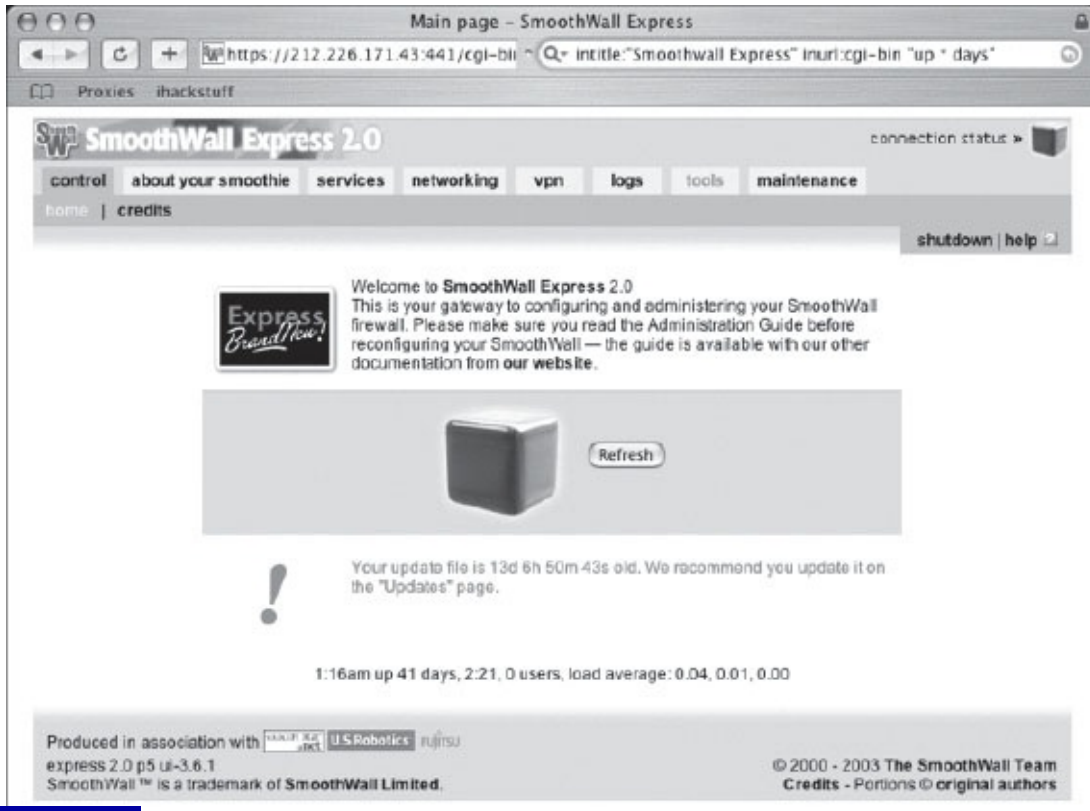 Main page – SmoothWall Express
https://212.226.171.43:441/cgi-bin
intitle:"Smoothwall Express" inurl:cgi-bin "up * days"
Proxies ihackstuff
SmoothWall Express 2.0
connection status »
control about your smoothie services networking vpn logs tools maintenance
home | credits
shutdown | help
Welcome to SmoothWall Express 2.0
This is your gateway to configuring and administering your SmoothWall
firewall. Please make sure you read the Administration Guide before
reconfiguring your SmoothWall — the guide is available with our other
documentation from our website.
Express
Brand New!
Refresh
Your update file is 13d 6h 50m 43s old. We recommend you update it on
the "Updates" page.
1:16am up 41 days, 2:21, 0 users, load average: 0.04, 0.01, 0.00
Produced in association with
U.S.Robotics
FUJITSU
express 2.0 p5 ui-3.6.1
SmoothWall ™ is a trademark of SmoothWall Limited.
© 2000 - 2003 The SmoothWall Team
Credits - Portions © original authors